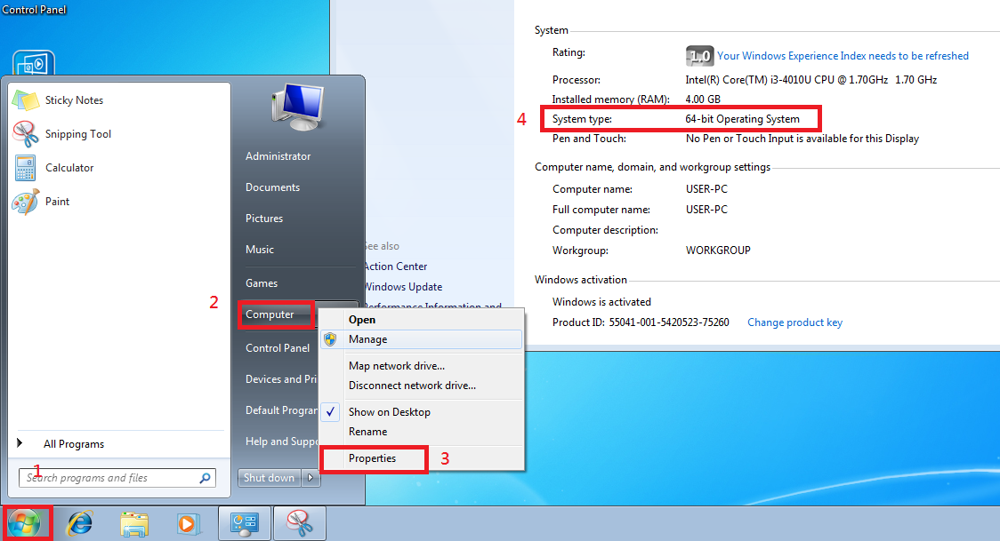 Control Panel
Sticky Notes
Snipping Tool
Calculator
Paint
All Programs
1
Search programs and files
Administrator
Documents
Pictures
Music
Games
2
Computer
Control Panel
Devices and Pri
Default Program
Help and Suppo
Shut down
Open
Manage
Map network drive...
Disconnect network drive...
Show on Desktop
Rename
Properties
3
See also
Action Center
Windows Update
Performance Information and
System
Rating:
1.0
Your Windows Experience Index needs to be refreshed
Processor:
Intel(R) Core(TM) i3-4010U CPU @ 1.70GHz 1.70 GHz
Installed memory (RAM):
4.00 GB
4
System type:
64-bit Operating System
Pen and Touch:
No Pen or Touch Input is available for this Display
Computer name, domain, and workgroup settings
Computer name:
USER-PC
Full computer name:
USER-PC
Computer description:
Workgroup:
WORKGROUP
Windows activation
Windows is activated
Product ID: 55041-001-5420523-75260
Change product key